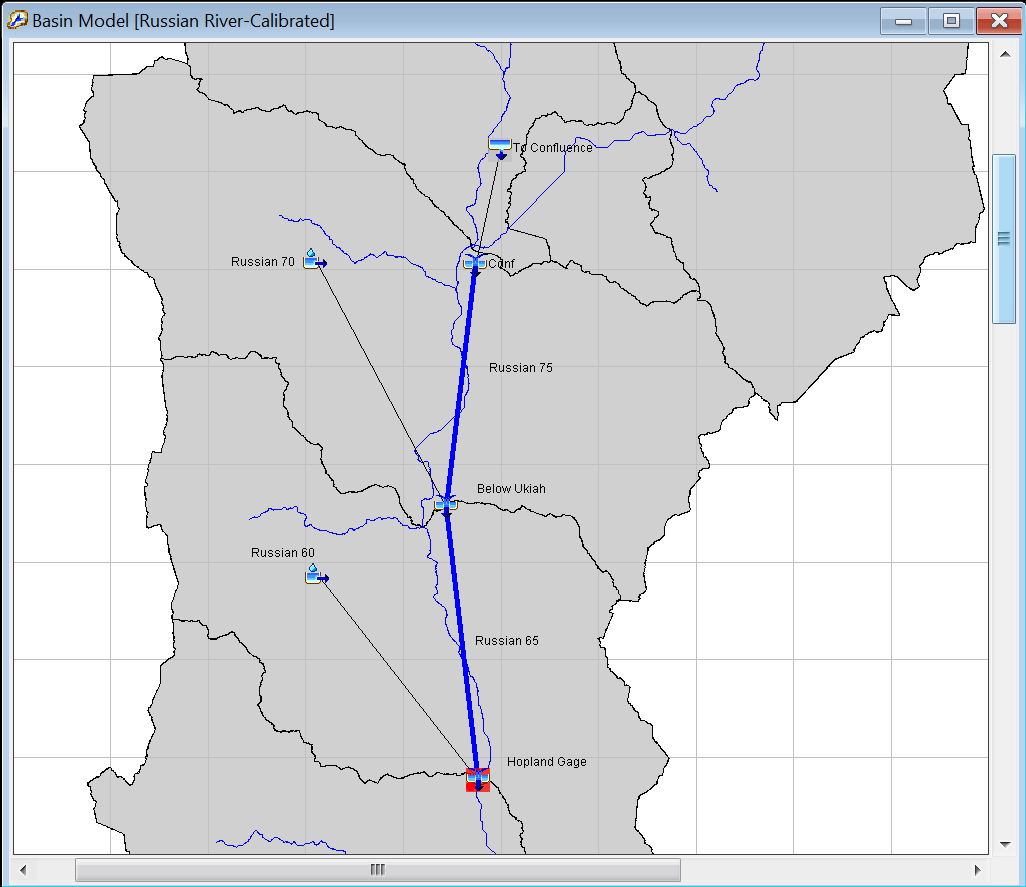 Basin Model [Russian River-Calibrated]
To Confluence
Russian 70
Conf
Russian 75
Below Ukiah
Russian 60
Russian 65
Hopland Gage